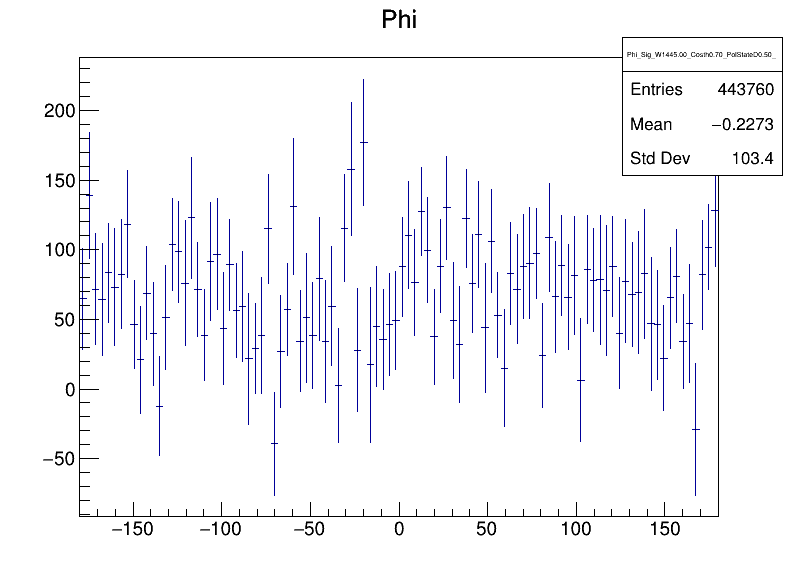 Phi
Phi_Sig_W1445.00_Costh0.70_PolStateD0.50_
Entries 443760
Mean −0.2273
Std Dev 103.4
200
150
100
50
0
−50
−150 −100 −50 0 50 100 150